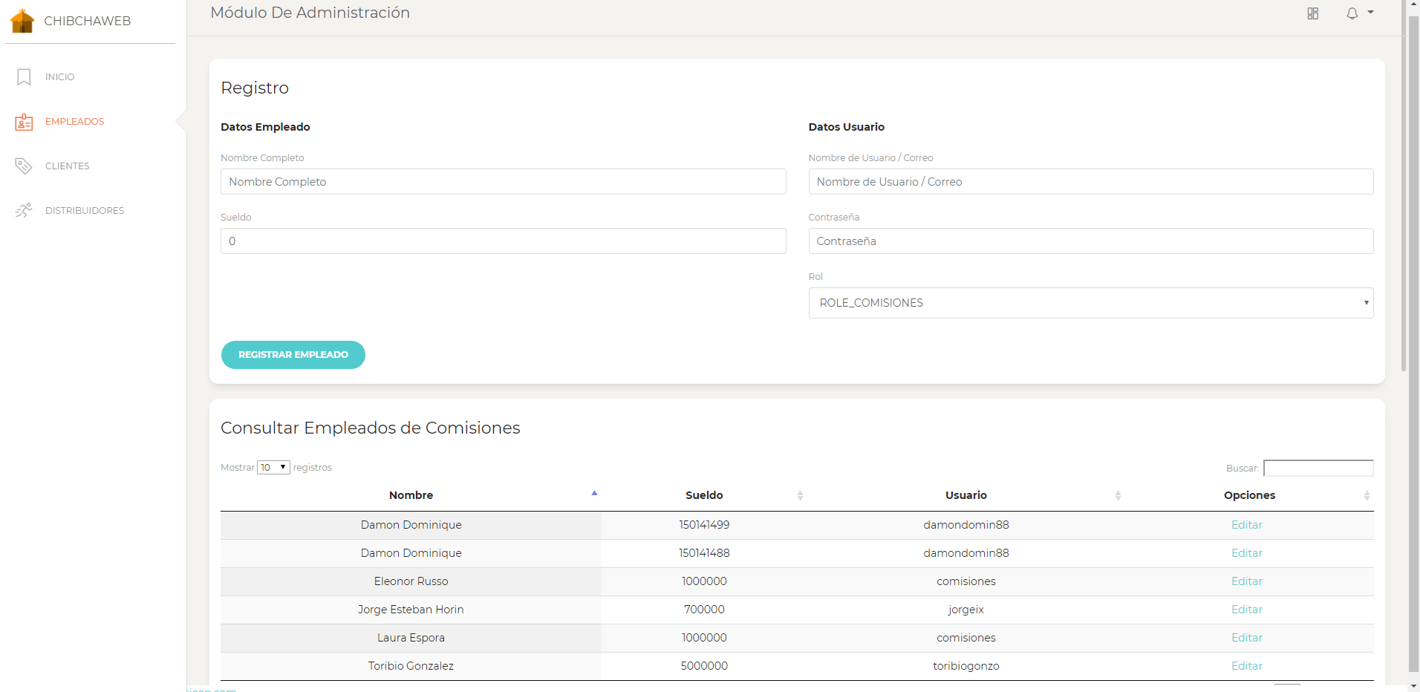 CHIBCHAWEB
Módulo De Administración
INICIO
EMPLEADOS
CLIENTES
DISTRIBUIDORES
Registro
Datos Empleado
Datos Usuario
Nombre Completo
Nombre de Usuario / Correo
Nombre Completo
Nombre de Usuario / Correo
Sueldo
Contraseña
0
Contraseña
Rol
ROLE_COMISIONES
REGISTRAR EMPLEADO
Consultar Empleados de Comisiones
Mostrar 10 registros
Buscar:
Nombre Sueldo Usuario Opciones
Damon Dominique 150141499 damondomin88 Editar
Damon Dominique 150141488 damondomin88 Editar
Eleonor Russo 1000000 comisiones Editar
Jorge Esteban Horin 700000 jorgeix Editar
Laura Espora 1000000 comisiones Editar
Toribio Gonzalez 5000000 toribiogonzo Editar